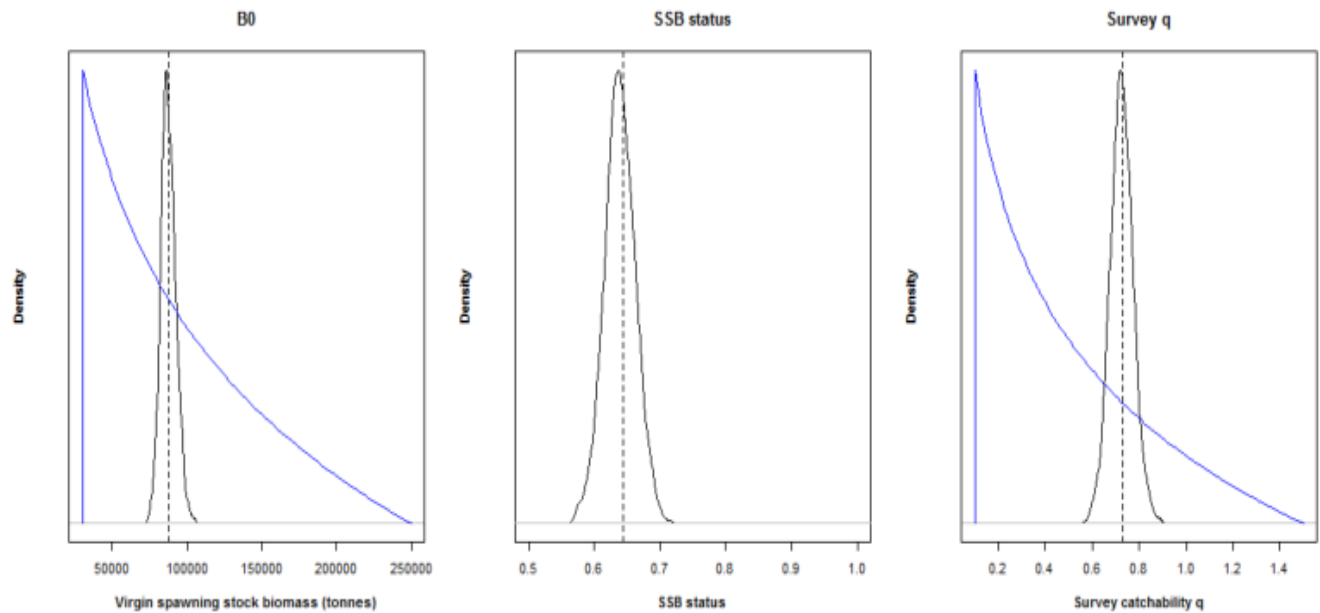 B0
SSB status
Survey q
Density
Density
Density
50000 100000 150000 200000 250000
0.5 0.6 0.7 0.8 0.9 1.0
0.2 0.4 0.6 0.8 1.0 1.2 1.4
Virgin spawning stock biomass (tonnes)
SSB status
Survey catchability q